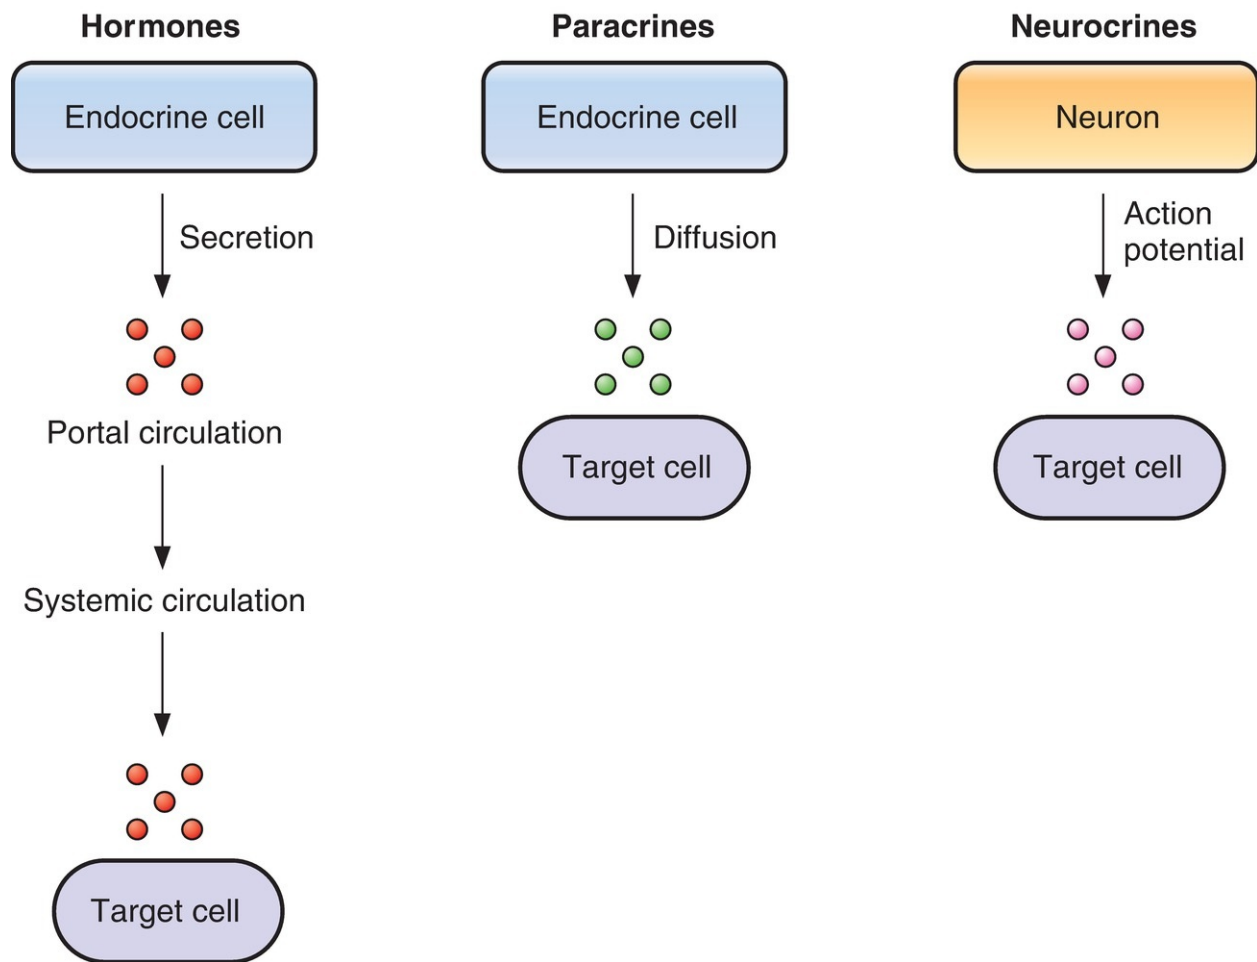 Hormones
Endocrine cell
Secretion
Portal circulation
Systemic circulation
Target cell
Paracrines
Endocrine cell
Diffusion
Target cell
Neurocrines
Neuron
Action
potential
Target cell